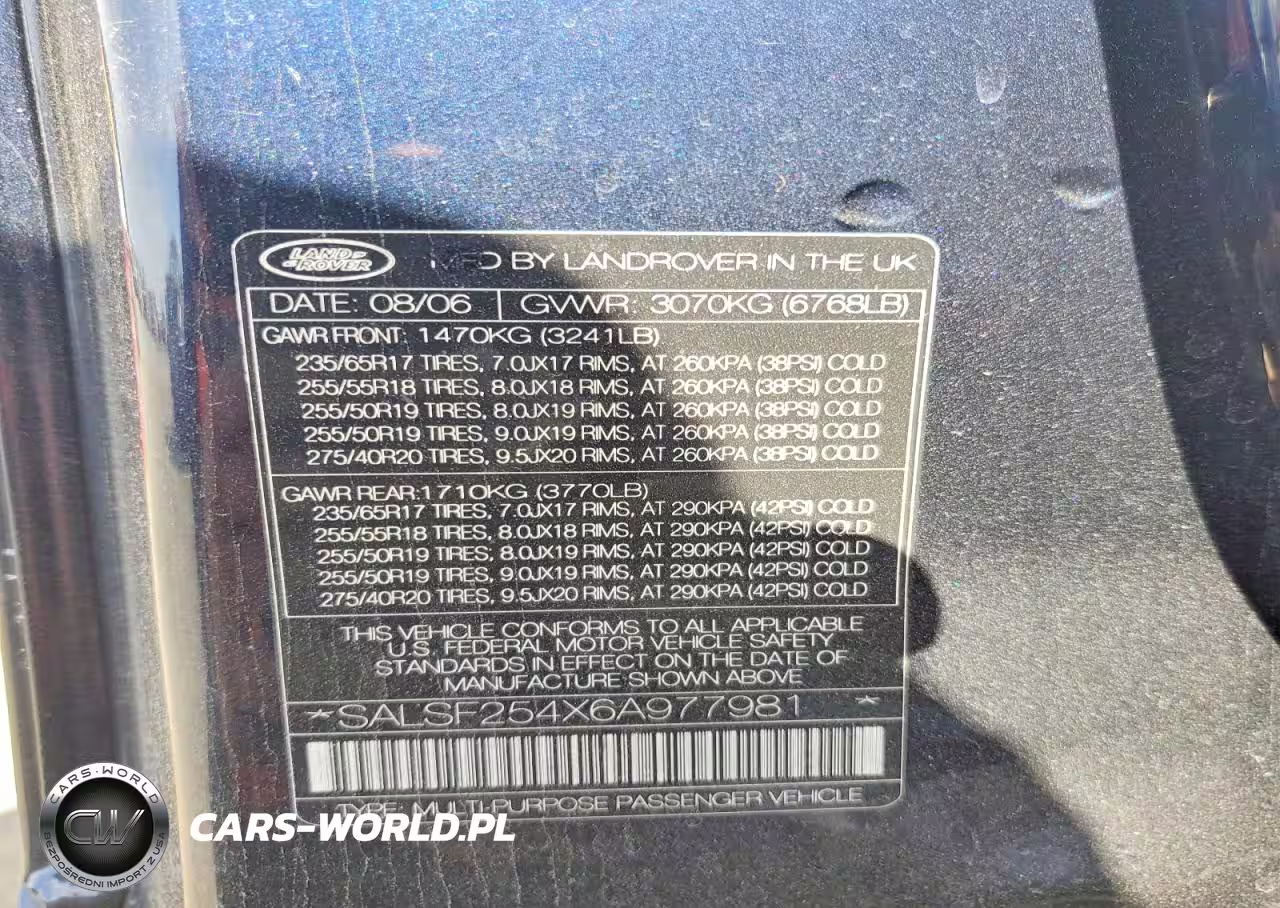 LAND ROVER MFD BY LANDROVER IN THE UK
DATE: 08/06 GVWR: 3070KG (6768LB)
GAWR FRONT: 1470KG (3241LB)
235/65R17 TIRES, 7.0JX17 RIMS, AT 260KPA (38PSI) COLD
255/55R18 TIRES, 8.0JX18 RIMS, AT 260KPA (38PSI) COLD
255/50R19 TIRES, 8.0JX19 RIMS, AT 260KPA (38PSI) COLD
255/50R19 TIRES, 9.0JX19 RIMS, AT 260KPA (38PSI) COLD
275/40R20 TIRES, 9.5JX20 RIMS, AT 260KPA (38PSI) COLD
GAWR REAR:1710KG (3770LB)
235/65R17 TIRES, 7.0JX17 RIMS, AT 290KPA (42PSI) COLD
255/55R18 TIRES, 8.0JX18 RIMS, AT 290KPA (42PSI) COLD
255/50R19 TIRES, 8.0JX19 RIMS, AT 290KPA (42PSI) COLD
255/50R19 TIRES, 9.0JX19 RIMS, AT 290KPA (42PSI) COLD
275/40R20 TIRES, 9.5JX20 RIMS, AT 290KPA (42PSI) COLD
THIS VEHICLE CONFORMS TO ALL APPLICABLE
U.S. FEDERAL MOTOR VEHICLE SAFETY
STANDARDS IN EFFECT ON THE DATE OF
MANUFACTURE SHOWN ABOVE
*SALSF254X6A977981 *
TYPE: MULTI-PURPOSE PASSENGER VEHICLE
CARS-WORLD
CW
BEZPOŚREDNI IMPORT Z USA
CARS-WORLD.PL